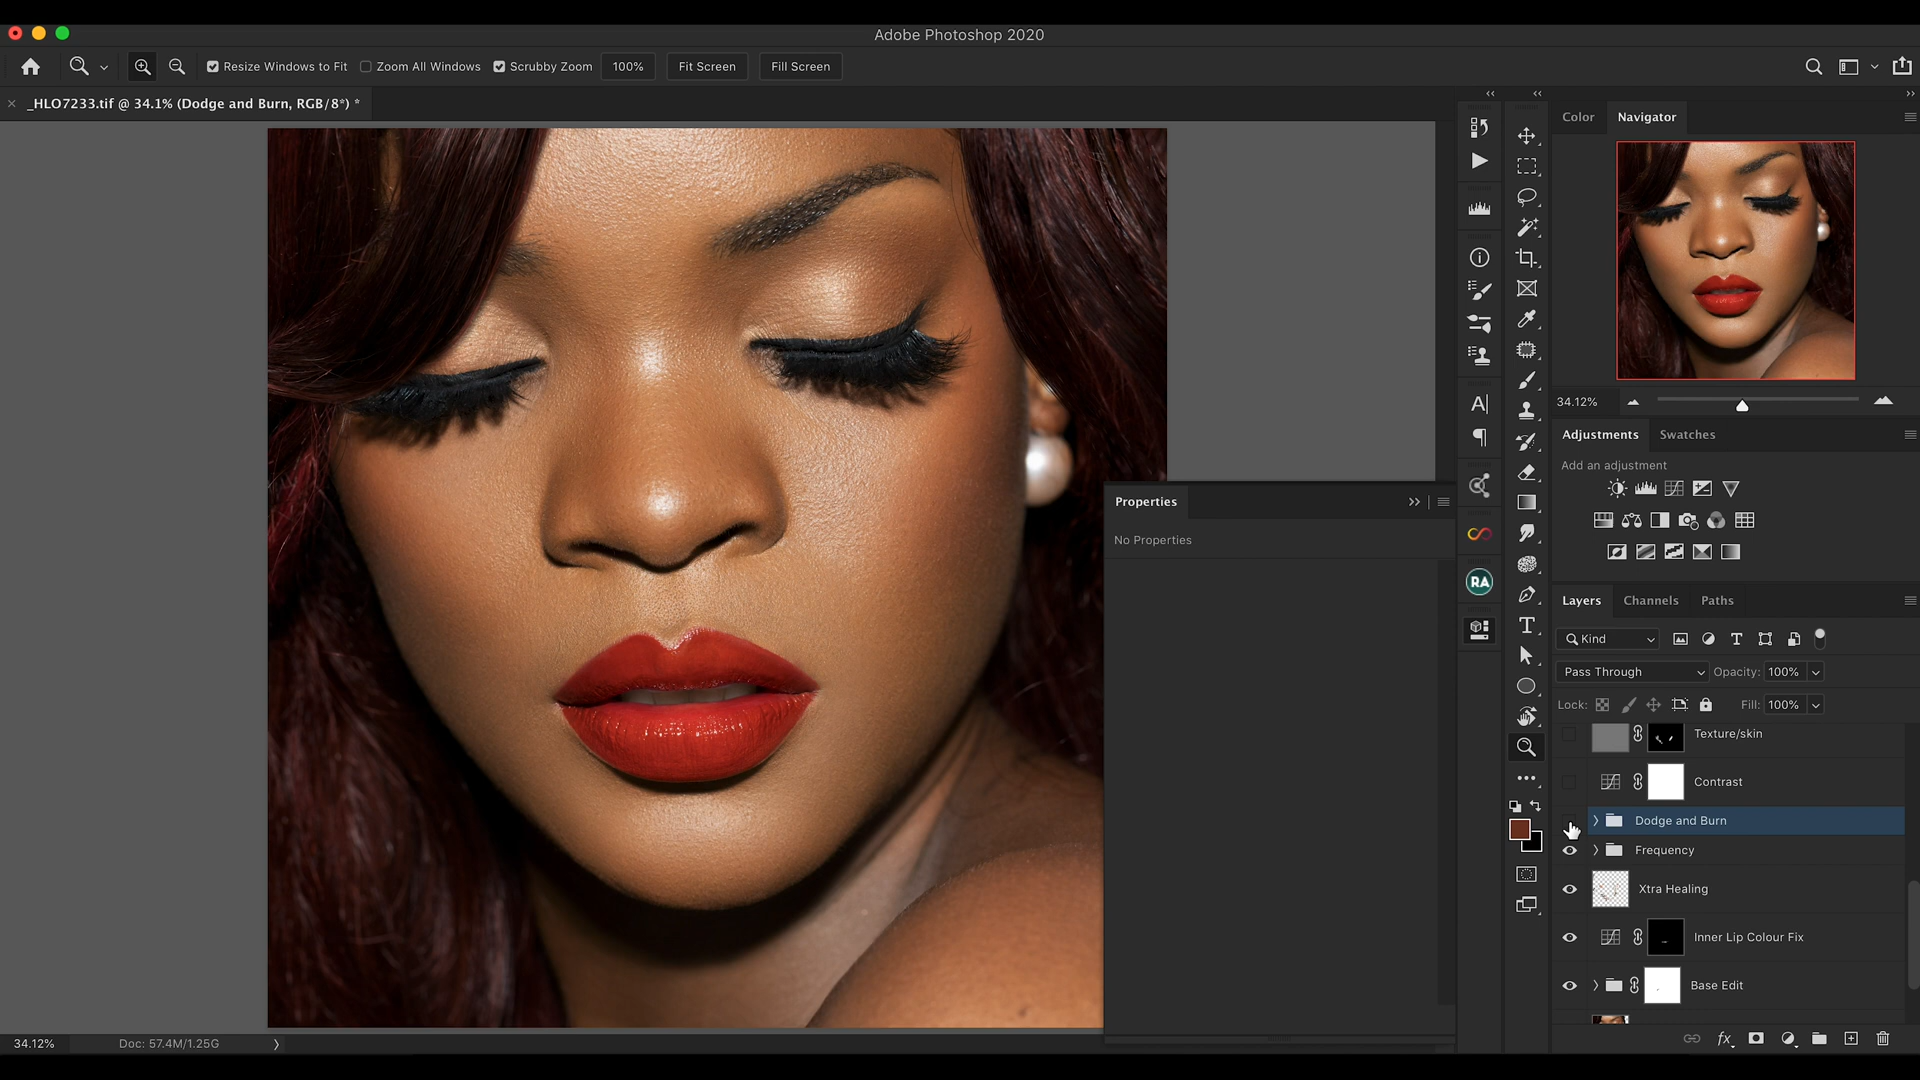 Adobe Photoshop 2020
Resize Windows to Fit
Zoom All Windows
Scrubby Zoom
100%
Fit Screen
Fill Screen
_HLO7233.tif @ 34.1% (Dodge and Burn, RGB/8*) *
Color
Navigator
34.12%
Adjustments
Swatches
Add an adjustment
Properties
No Properties
RA
Layers
Channels
Paths
Kind
Pass Through
Opacity: 100%
Lock:
Fill: 100%
Texture/skin
Contrast
Dodge and Burn
Frequency
Xtra Healing
Inner Lip Colour Fix
Base Edit
fx
34.12%
Doc: 57.4M/1.25G